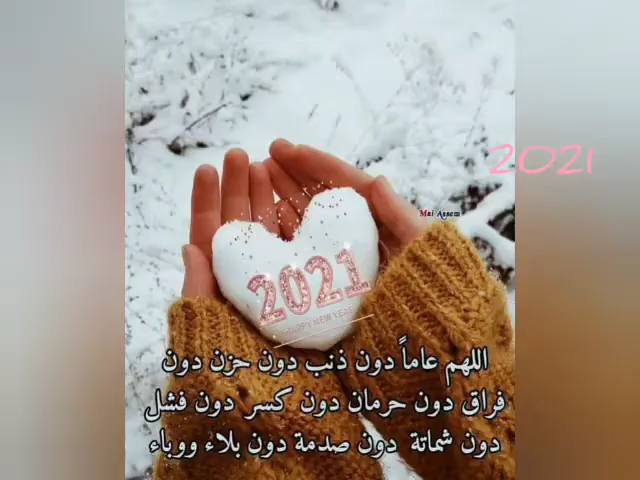 2021
Mai Assem
2021
HAPPY NEW YEAR
اللهم عاماً دون ذنب دون حزن دون
فراق دون حرمان دون كسر دون فشل
دون شماتة دون صدمة دون بلاء ووباء